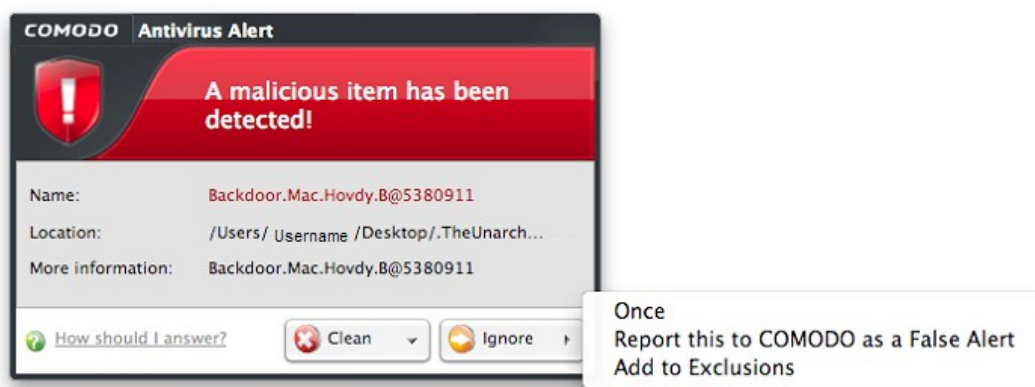 COMODO Antivirus Alert
A malicious item has been
detected!
Name: Backdoor.Mac.Hovdy.B@5380911
Location: /Users/ Username /Desktop/.TheUnarch...
More information: Backdoor.Mac.Hovdy.B@5380911
How should I answer? Clean Ignore
Once
Report this to COMODO as a False Alert
Add to Exclusions